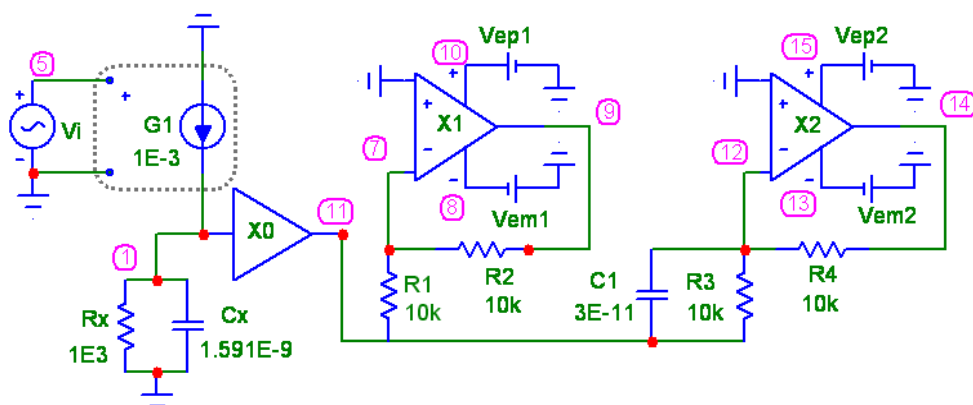 5
Vi
+
-
+
G1
1E-3
1
Rx
1E3
Cx
1.591E-9
X0
11
10
Vep1
+
+
X1
-
7
8
-
Vem1
9
R1
10k
R2
10k
15
Vep2
+
+
X2
-
12
13
-
Vem2
14
C1
3E-11
R3
10k
R4
10k